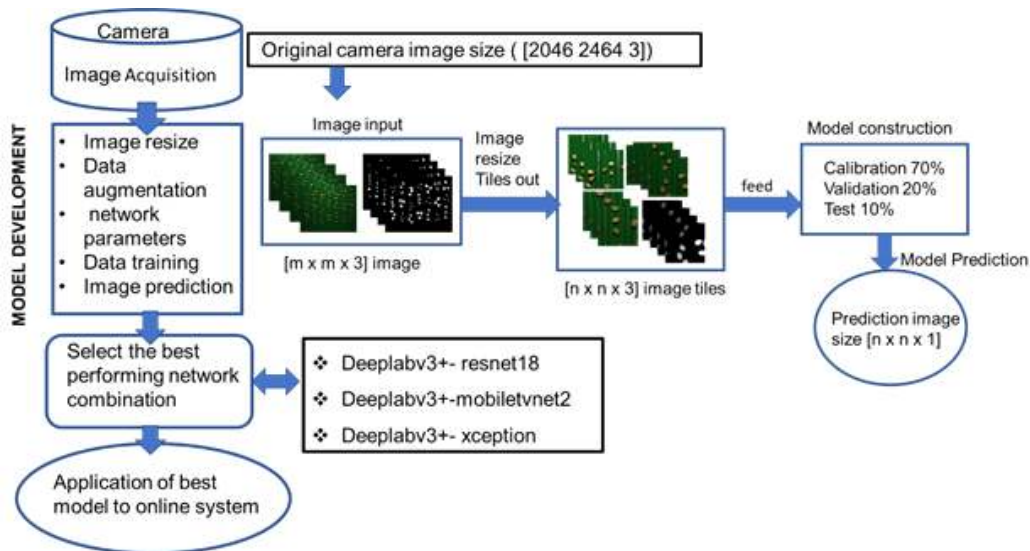 Camera
Image Acquisition
Original camera image size ( [2046 2464 3])
MODEL DEVELOPMENT
• Image resize
• Data
augmentation
• network
parameters
• Data training
• Image prediction
Image input
[m x m x 3] image
Image
resize
Tiles out
[n x n x 3] image tiles
feed
Model construction
Calibration 70%
Validation 20%
Test 10%
Model Prediction
Prediction image
size [n x n x 1]
Select the best
performing network
combination
❖ Deeplabv3+- resnet18
❖ Deeplabv3+-mobiletvnet2
❖ Deeplabv3+- xception
Application of best
model to online system